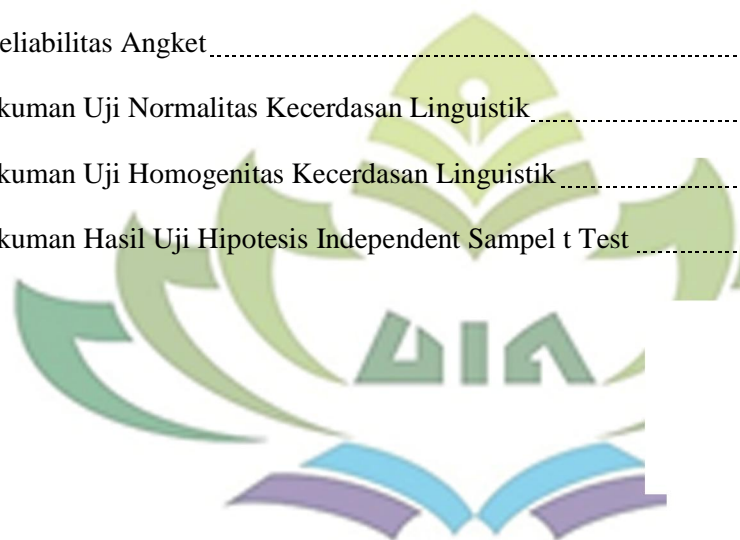 eliabilitas Angket
kuman Uji Normalitas Kecerdasan Linguistik
kuman Uji Homogenitas Kecerdasan Linguistik
kuman Hasil Uji Hipotesis Independent Sampel t Test
UIN